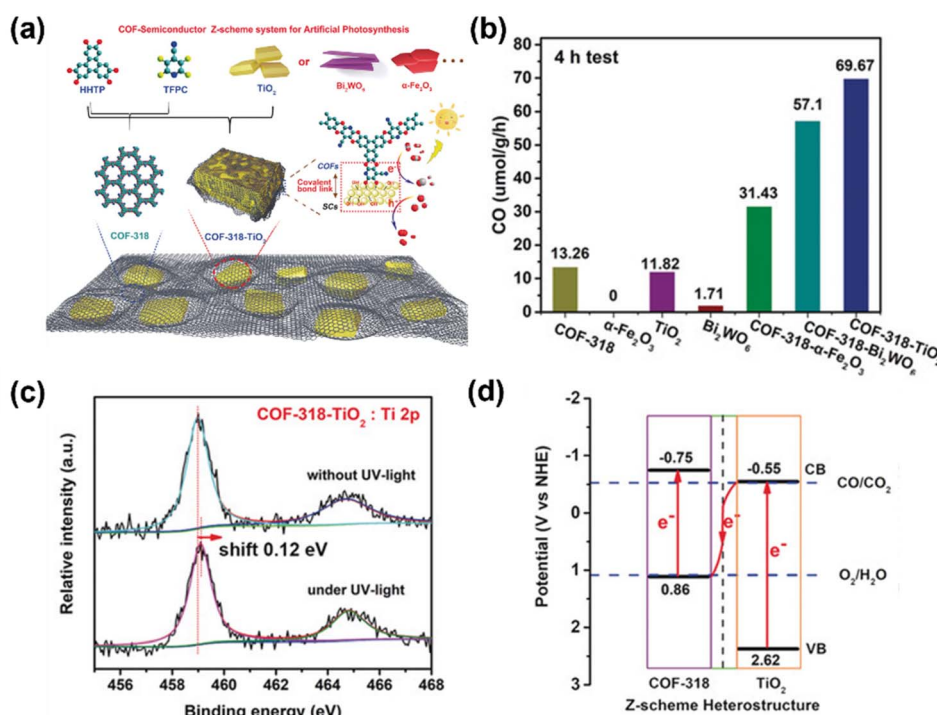 (a)
COF-Semiconductor Z-scheme system for Artificial Photosynthesis
HHTP
TFPC
TiO2
or
Bi2WO6
α-Fe2O3
COFs
Covalent
bond link
SCs
e-
h+
COF-318
COF-318-TiO2
(b)
4 h test
CO (umol/g/h)
80
70
60
50
40
30
20
10
0
13.26
0
11.82
1.71
31.43
57.1
69.67
COF-318
α-Fe2O3
TiO2
Bi2WO6
COF-318-α-Fe2O3
COF-318-Bi2WO6
COF-318-TiO2
(c)
COF-318-TiO2 : Ti 2p
without UV-light
shift 0.12 eV
under UV-light
Relative intensity (a.u.)
456 458 460 462 464 466 468
Binding energy (eV)
(d)
Potential (V vs NHE)
-2
-1
0
1
2
3
-0.75
-0.55
CB
CO/CO2
e-
e-
e-
O2/H2O
0.86
2.62
VB
COF-318
TiO2
Z-scheme Heterostructure